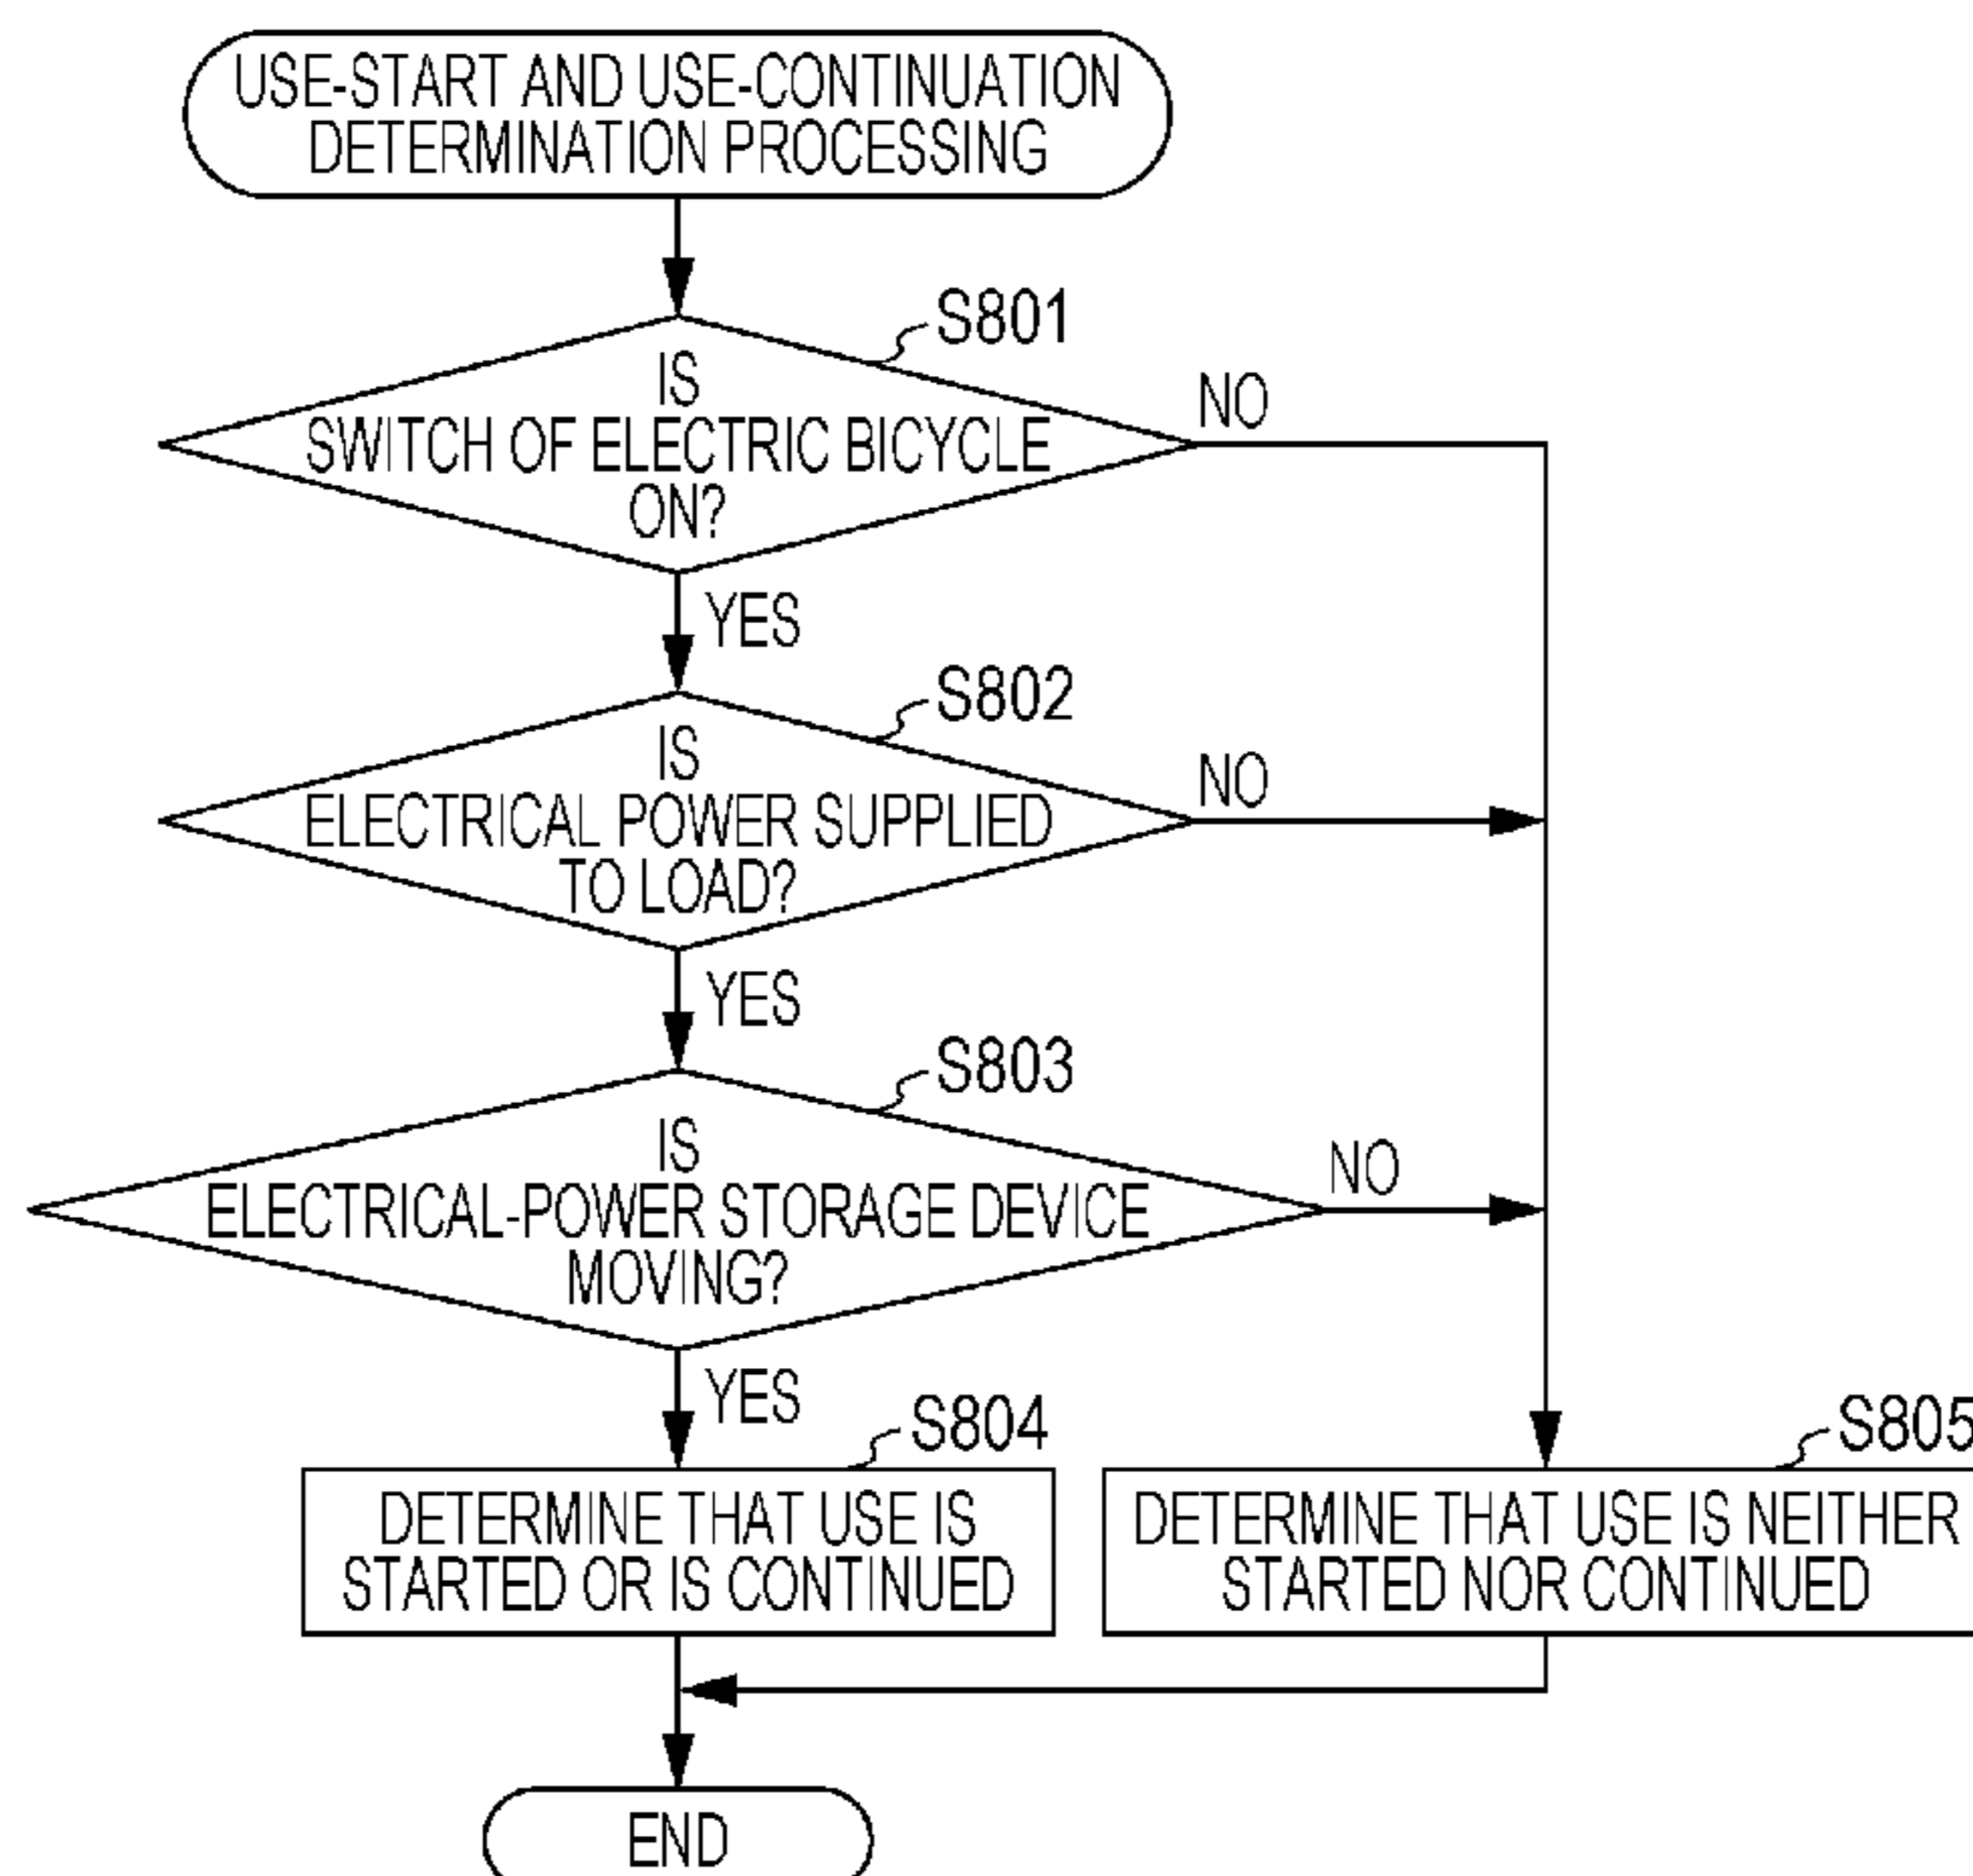 USE-START AND USE-CONTINUATION
DETERMINATION PROCESSING
S801
IS
SWITCH OF ELECTRIC BICYCLE
ON?
NO
YES
S802
IS
ELECTRICAL POWER SUPPLIED
TO LOAD?
NO
YES
S803
IS
ELECTRICAL-POWER STORAGE DEVICE
MOVING?
NO
YES
S804
DETERMINE THAT USE IS
STARTED OR IS CONTINUED
S805
DETERMINE THAT USE IS NEITHER
STARTED NOR CONTINUED
END